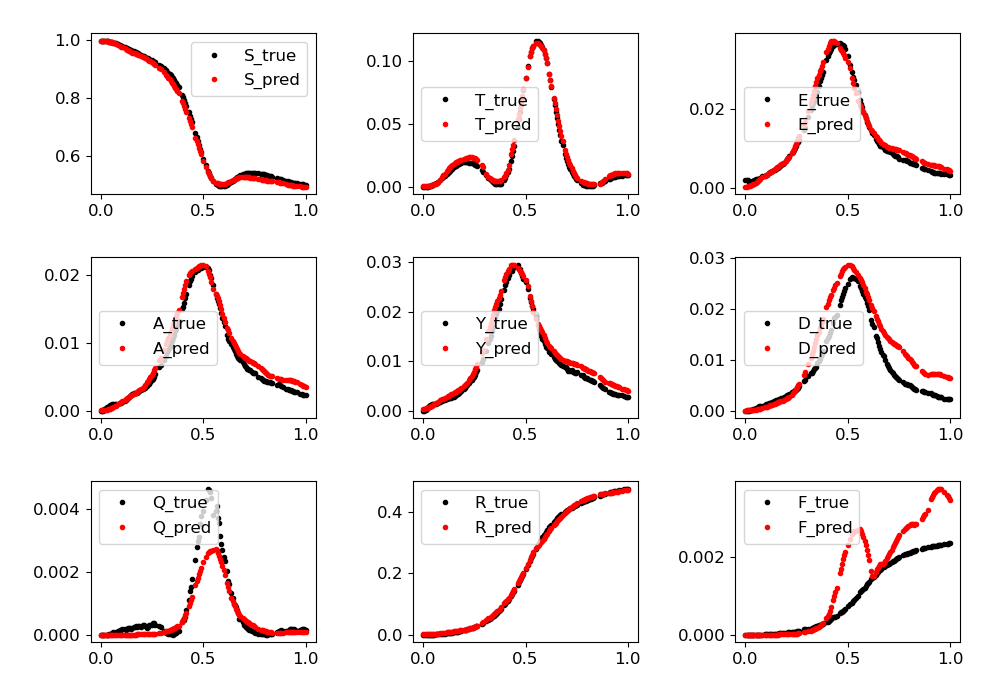 1.0
0.8
0.6
0.0 0.5 1.0
S_true
S_pred
0.10
0.05
0.00
0.0 0.5 1.0
T_true
T_pred
0.02
0.00
0.0 0.5 1.0
E_true
E_pred
0.02
0.01
0.00
0.0 0.5 1.0
A_true
A_pred
0.03
0.02
0.01
0.00
0.0 0.5 1.0
Y_true
Y_pred
0.03
0.02
0.01
0.00
0.0 0.5 1.0
D_true
D_pred
0.004
0.002
0.000
0.0 0.5 1.0
Q_true
Q_pred
0.4
0.2
0.0
0.0 0.5 1.0
R_true
R_pred
0.002
0.000
0.0 0.5 1.0
F_true
F_pred